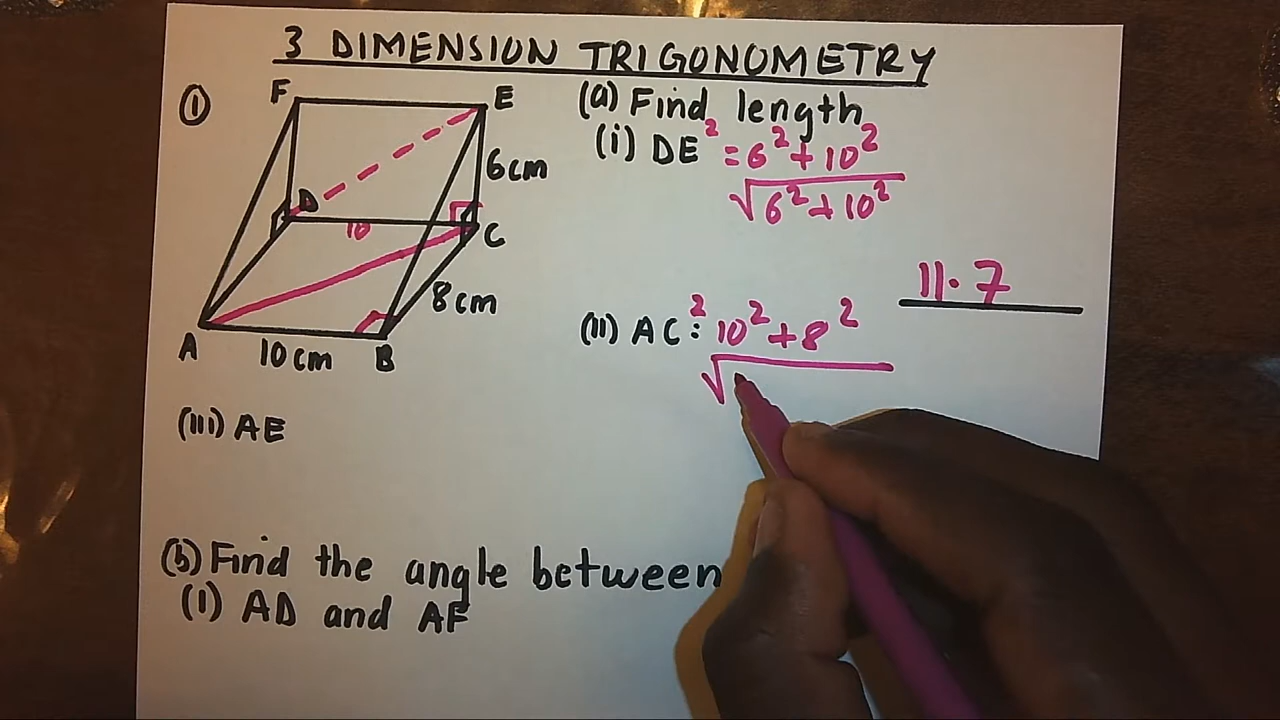 3 DIMENSION TRIGONOMETRY
① F E
(a) Find length
(i) DE² = 6² + 10²
√6² + 10²
6cm
D
10
C
11.7
8cm
(II) AC²: 10² + 8²
√
A 10cm B
(III) AE
(b) Find the angle between
(I) AD and AF